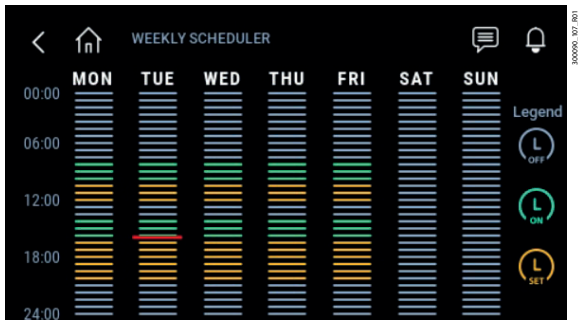 WEEKLY SCHEDULER
MON TUE WED THU FRI SAT SUN
00:00
06:00
12:00
18:00
24:00
Legend
L
OFF
L
ON
L
SET
300090_107_R01